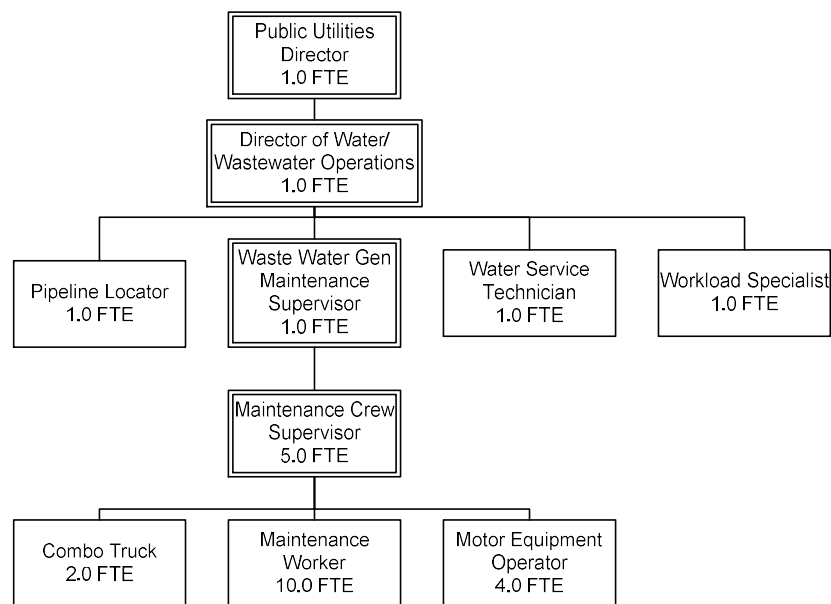 Public Utilities
Director
1.0 FTE
Director of Water/
Wastewater Operations
1.0 FTE
Pipeline Locator
1.0 FTE
Waste Water Gen
Maintenance
Supervisor
1.0 FTE
Water Service
Technician
1.0 FTE
Workload Specialist
1.0 FTE
Maintenance Crew
Supervisor
5.0 FTE
Combo Truck
2.0 FTE
Maintenance
Worker
10.0 FTE
Motor Equipment
Operator
4.0 FTE